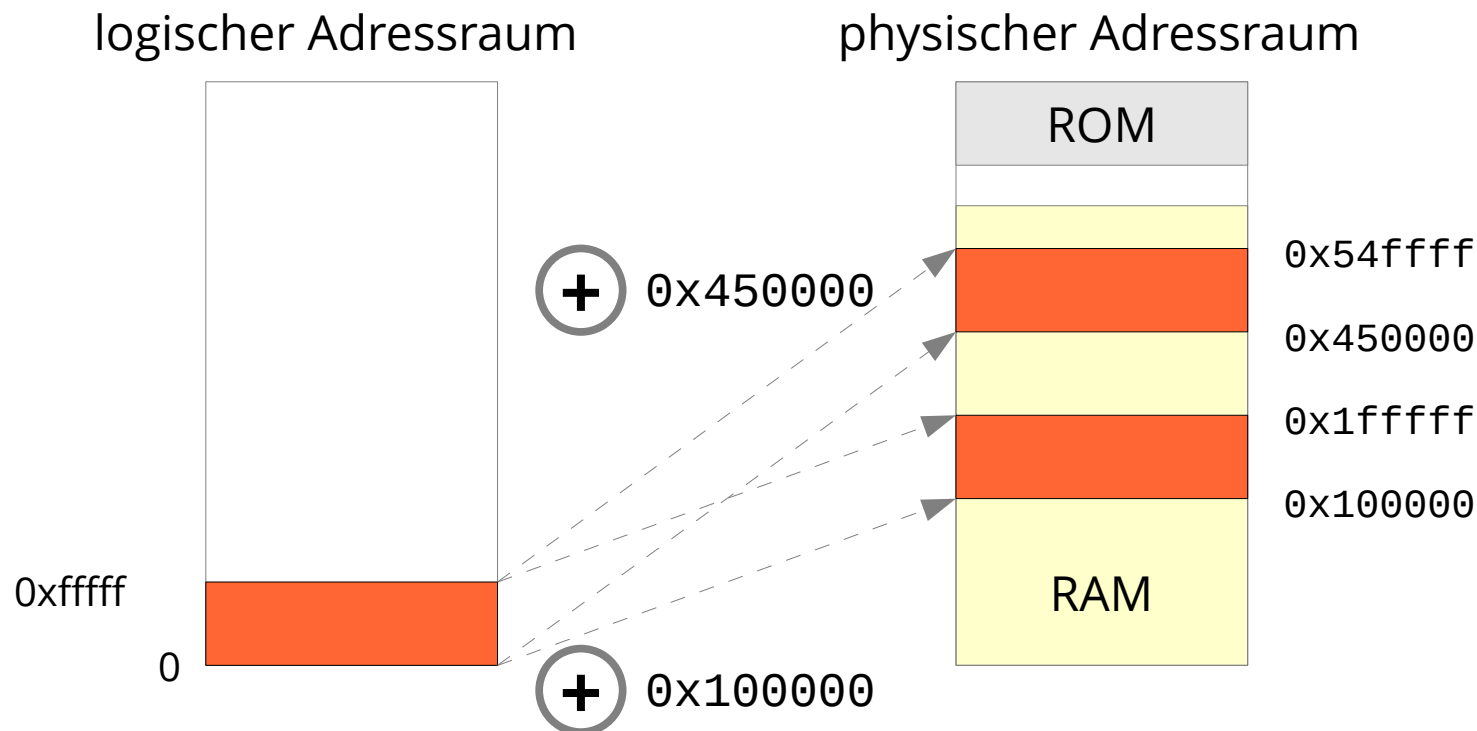 logischer Adressraum
physischer Adressraum
ROM
0x54ffff
0x450000
0x450000
0x1fffff
0x100000
0xfffff
RAM
0
0x100000